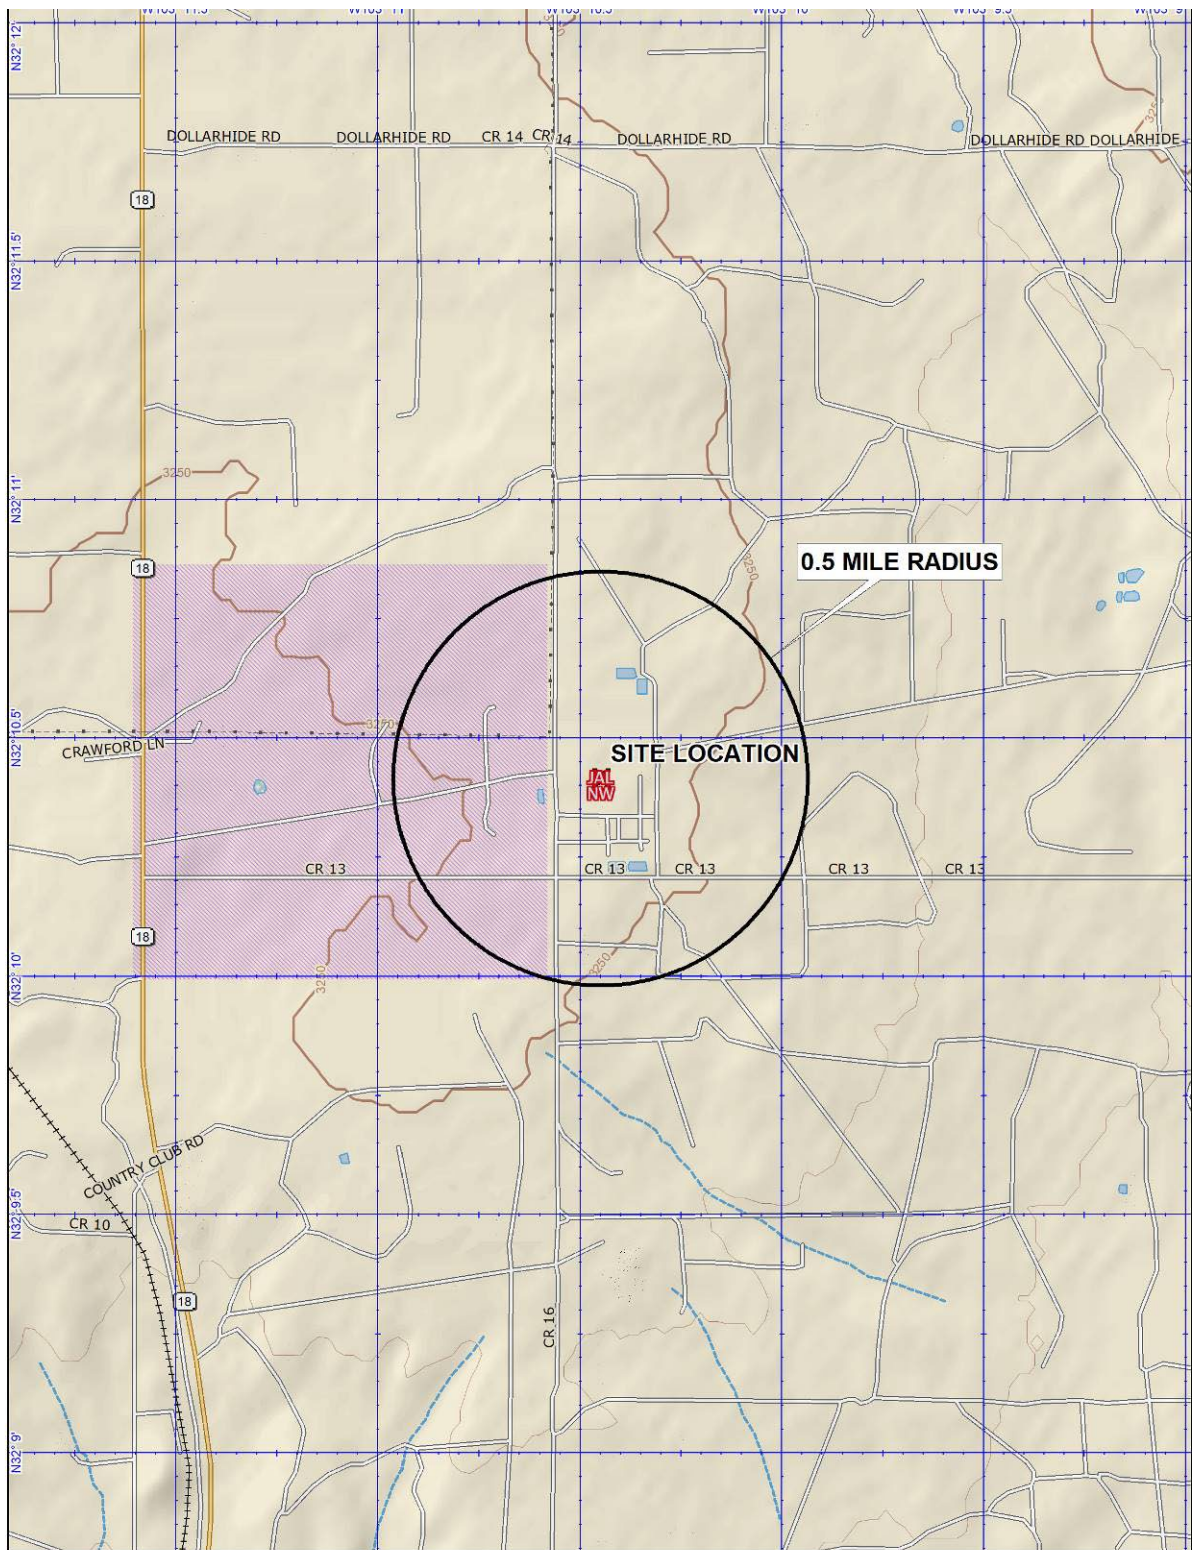 N32° 12'
DOLLARHIDE RD
DOLLARHIDE RD
CR 14
CR 14
DOLLARHIDE RD
DOLLARHIDE RD
DOLLARHIDE
18
N32° 11.5'
3250
N32° 11'
18
0.5 MILE RADIUS
3250
3250
N32° 10.5'
CRAWFORD LN
SITE LOCATION
JAL
NW
CR 13
CR 13
CR 13
CR 13
CR 13
18
3250
3250
N32° 10'
COUNTRY CLUB RD
CR 10
N32° 9.5'
18
CR 16
N32° 9'